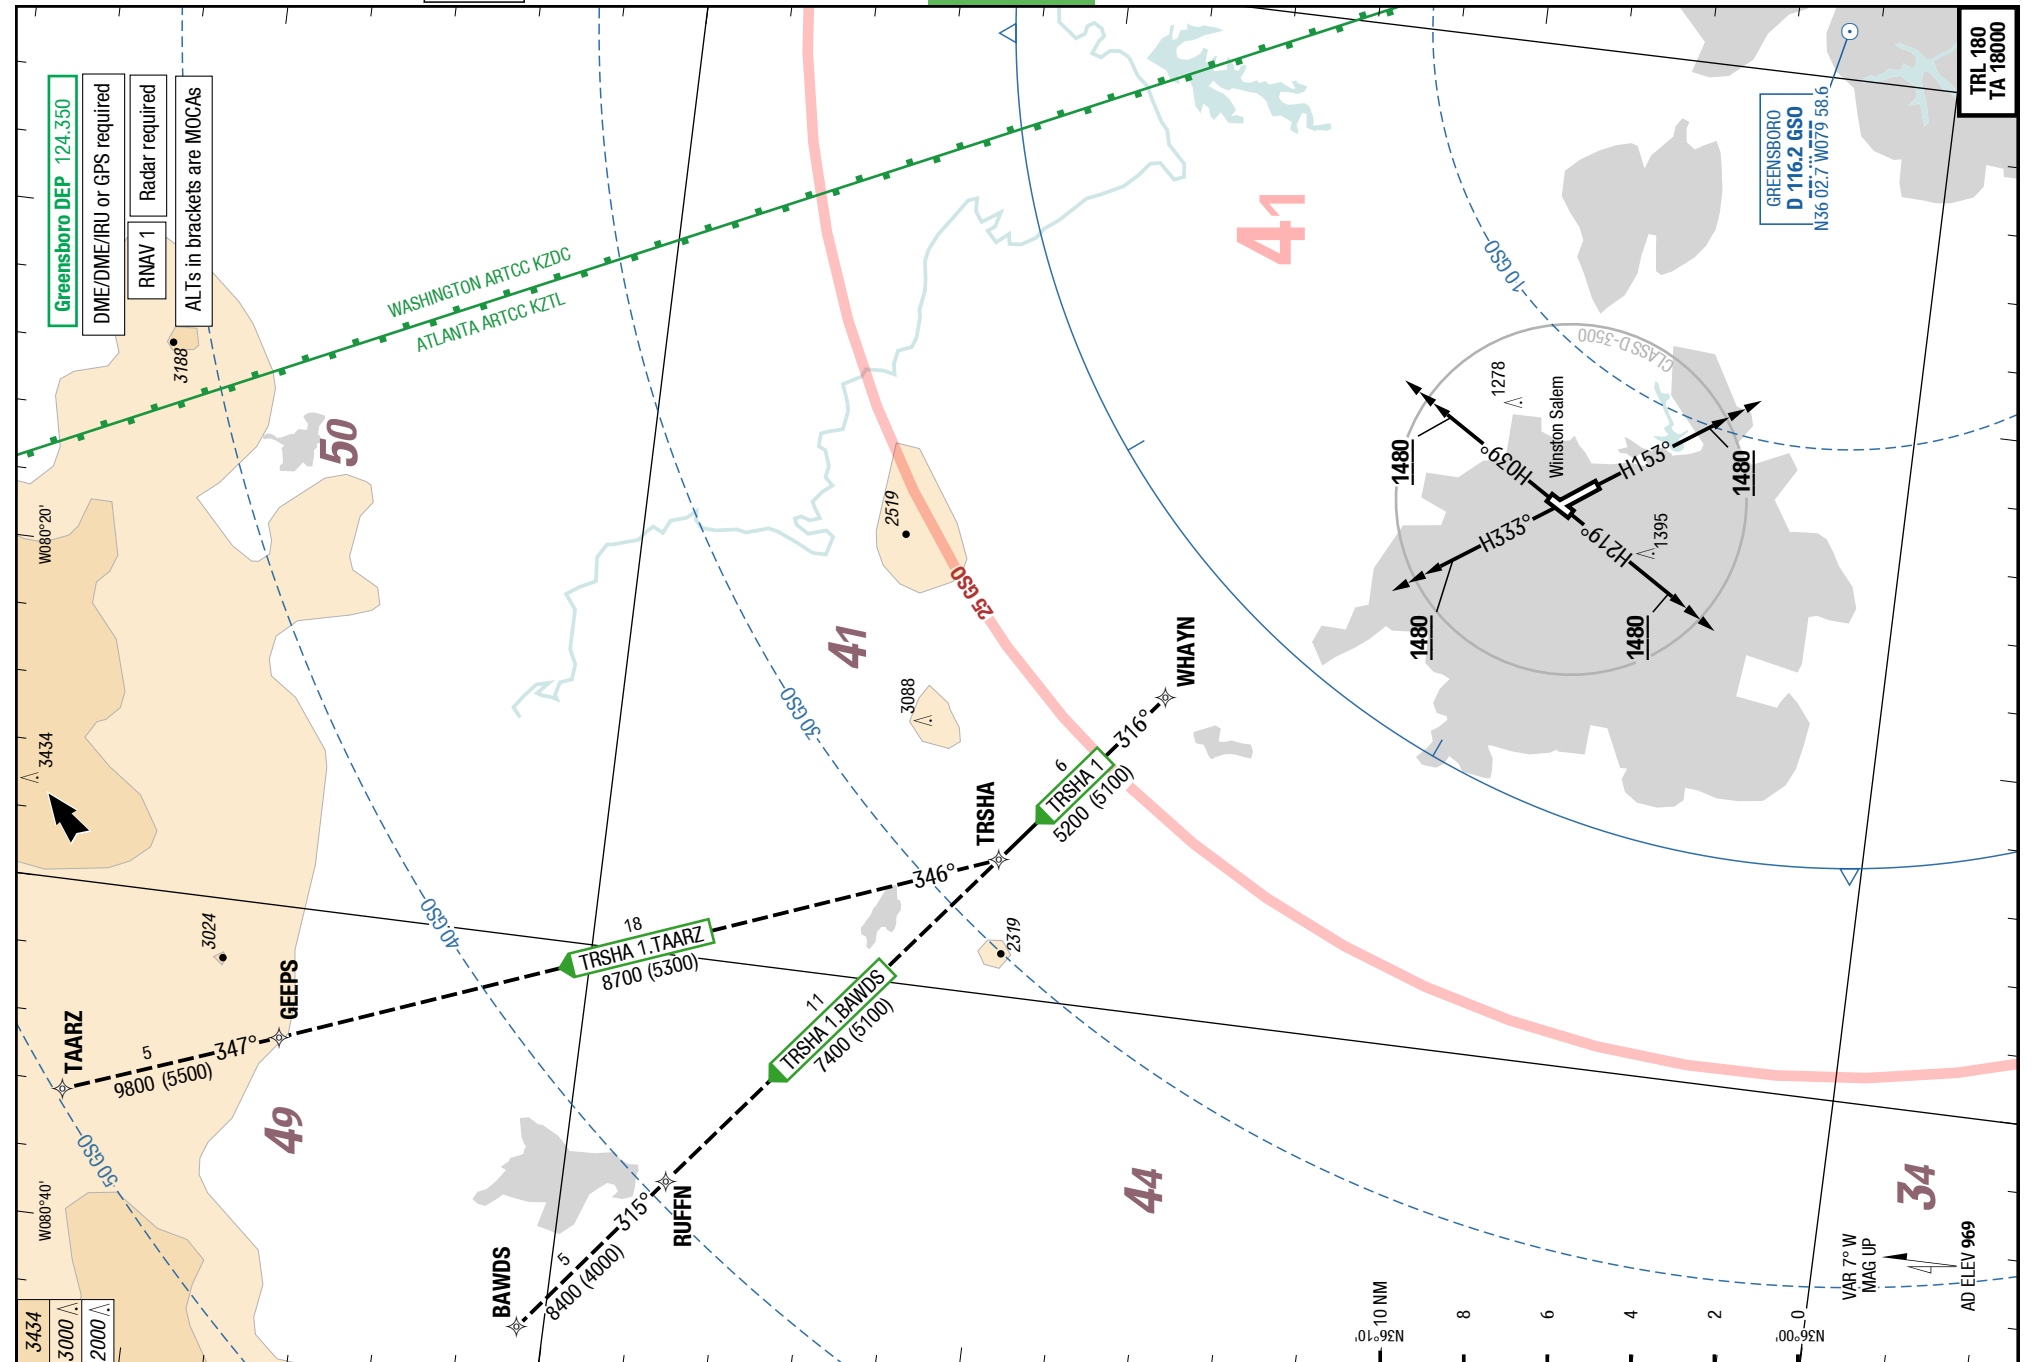 Greensboro DEP 124.350
DME/DME/IRU or GPS required
RNAV 1
Radar required
ALTs in brackets are MOCAs
TRL 180
TA 18000
GREENSBORO
D 116.2 GSO
N36 02.7 W079 58.6
WASHINGTON ARTCC KZDC
ATLANTA ARTCC KZTL
3188
50
W080°20'
3434
2519
25 GSO
41
41
10 GSO
CLASS D-3500
1278
Winston Salem
1480
H039°
H153°
1480
H333°
H219°
1395
1480
1480
30 GSO
3088
WHAYN
316°
6
TRSHA 1
5200 (5100)
TRSHA
346°
18
TRSHA 1.TAARZ
8700 (5300)
40 GSO
3024
GEEPS
347°
5
9800 (5500)
TAARZ
2319
11
TRSHA 1.BAWDS
7400 (5100)
RUFFN
315°
5
8400 (4000)
BAWDS
50 GSO
49
44
34
W080°40'
3434
3000
2000
N36°10'
10 NM
8
6
4
2
0
N36°00'
VAR 7° W
MAG UP
AD ELEV 969